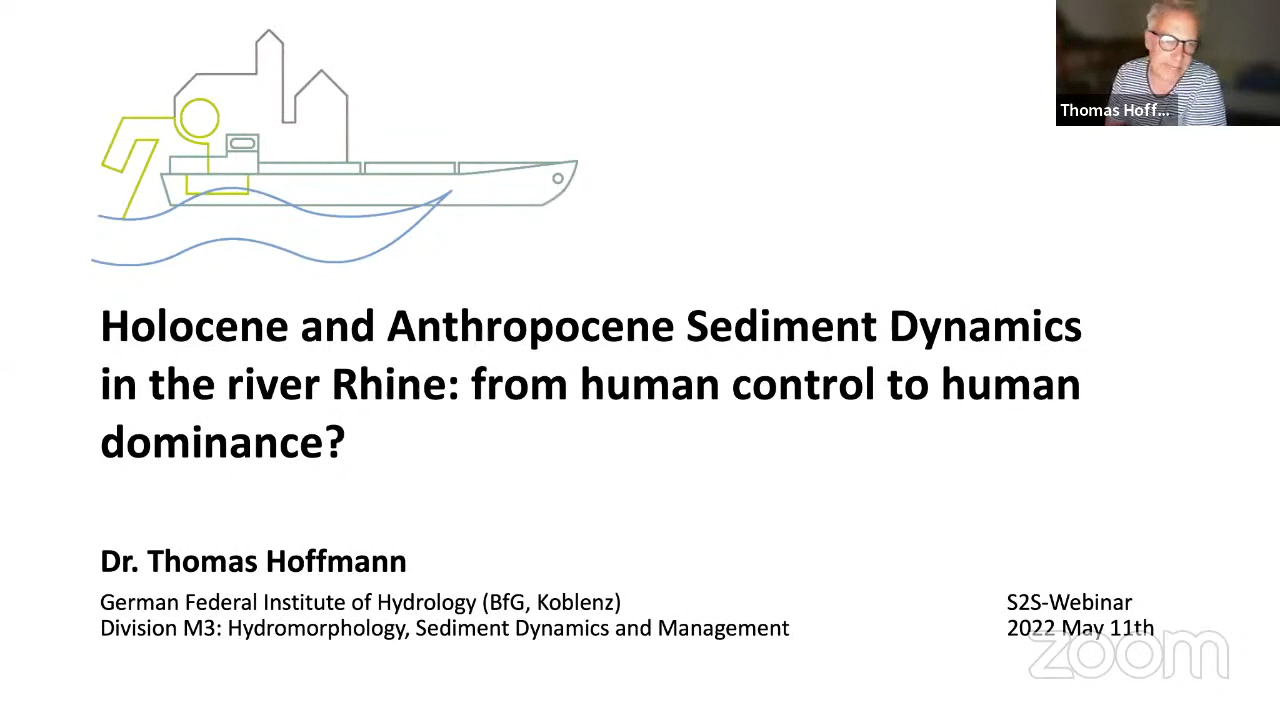 Thomas Hoff...
Holocene and Anthropocene Sediment Dynamics
in the river Rhine: from human control to human
dominance?
Dr. Thomas Hoffmann
German Federal Institute of Hydrology (BfG, Koblenz)
Division M3: Hydromorphology, Sediment Dynamics and Management
S2S-Webinar
2022 May 11th
zoom